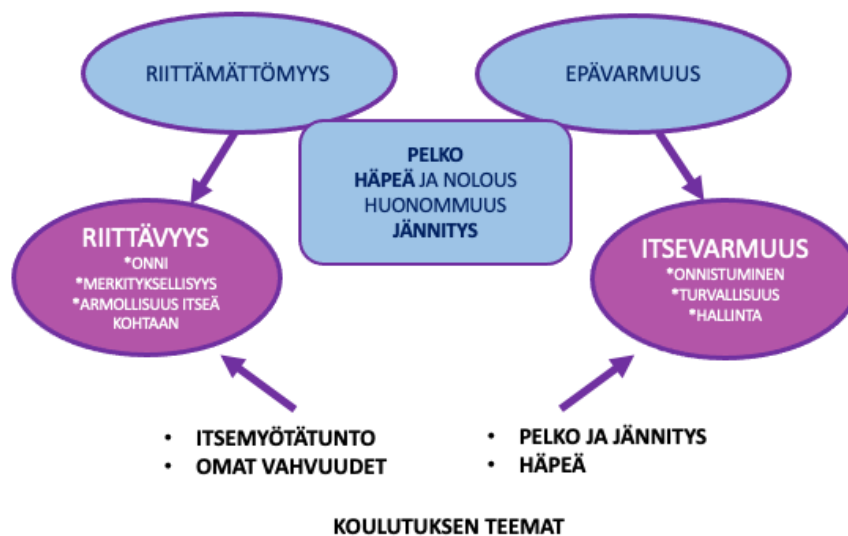 RIITTÄMÄTTÖMYYS
EPÄVARMUUS
PELKO
HÄPEÄ JA NOLOUS
HUONOMMUUS
JÄNNITYS
RIITTÄVYYS
*ONNI
*MERKITYKSELLISYYS
*ARMOLLISUUS ITSEÄ
KOHTAAN
ITSEVARMUUS
*ONNISTUMINEN
*TURVALLISUUS
*HALLINTA
• ITSEMYÖTÄTUNTO
• OMAT VAHVUUDET
• PELKO JA JÄNNITYS
• HÄPEÄ
KOULUTUKSEN TEEMAT